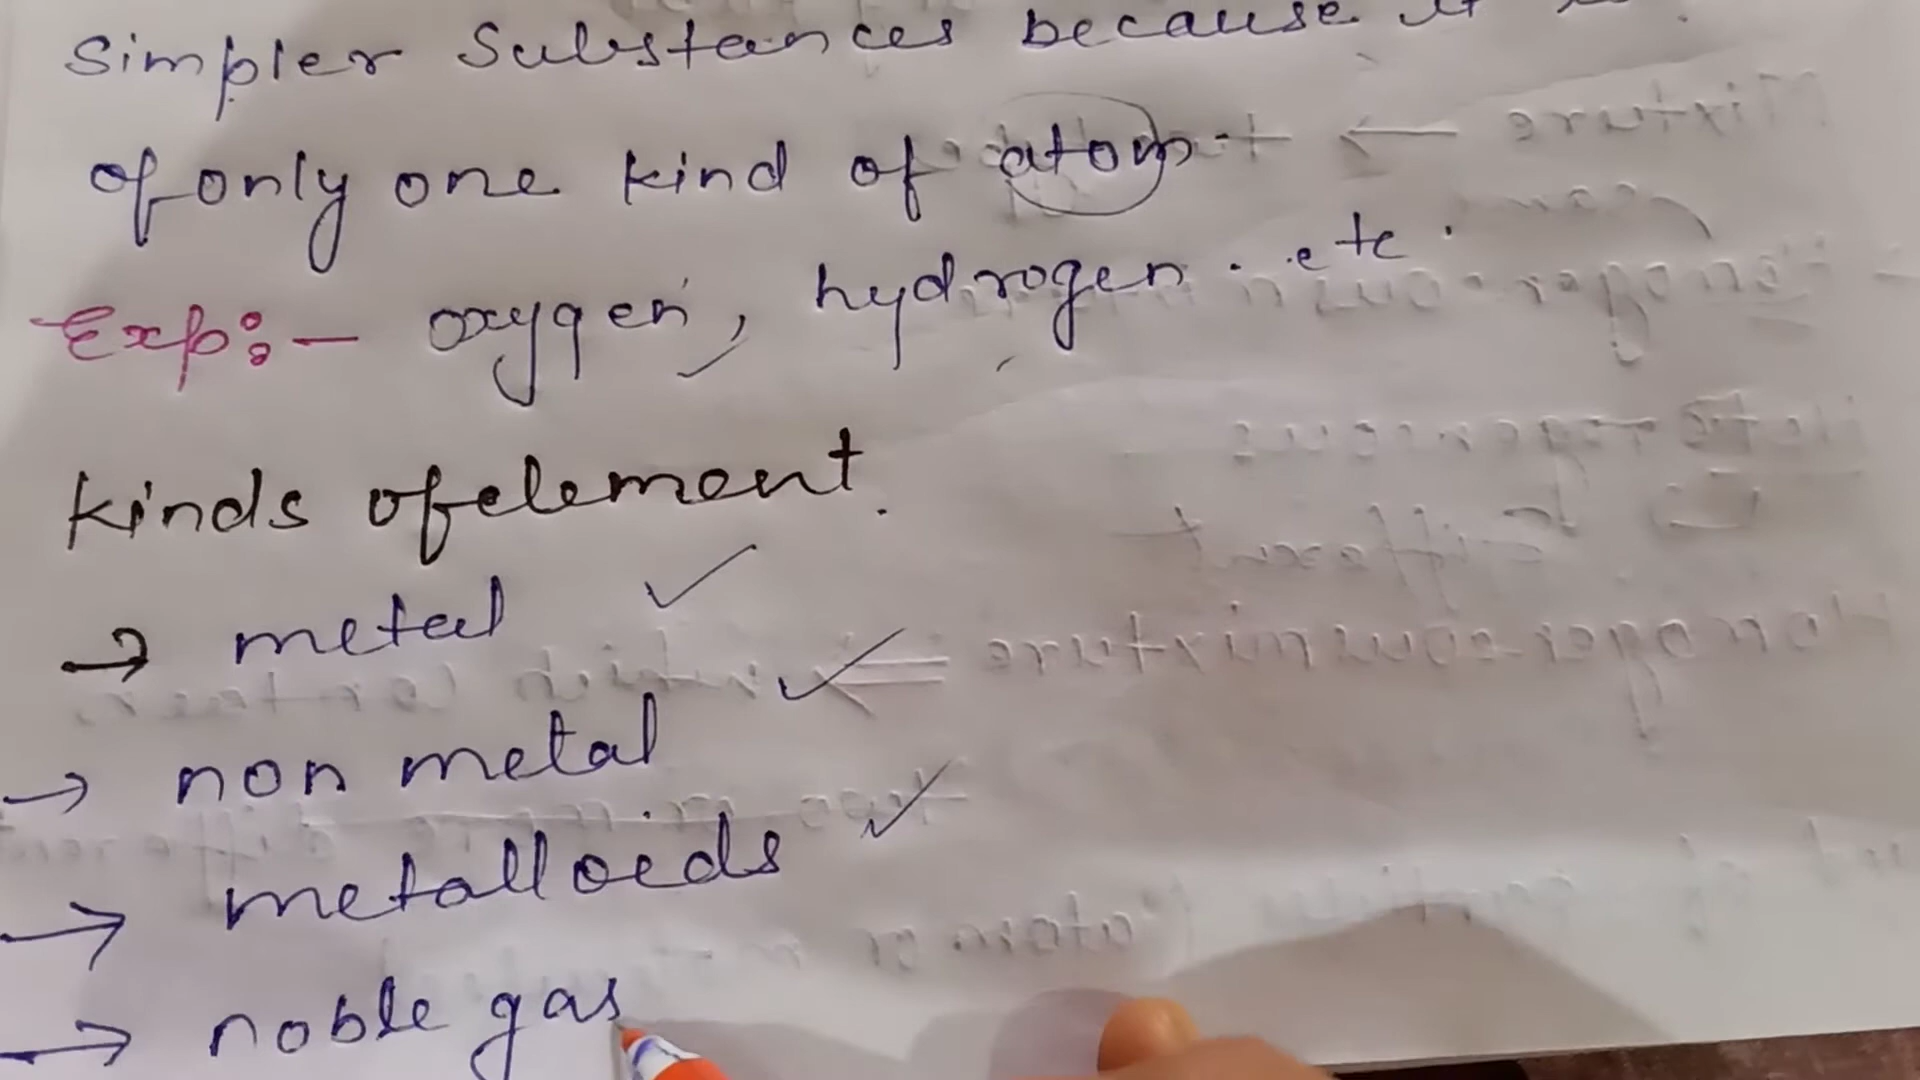 Simpler Substances because it
of only one kind of atom.
Exp:- oxygen, hydrogen. etc.
kinds of element.
→ metal ✓
→ non metal ✓
→ metalloids ✓
→ noble gas